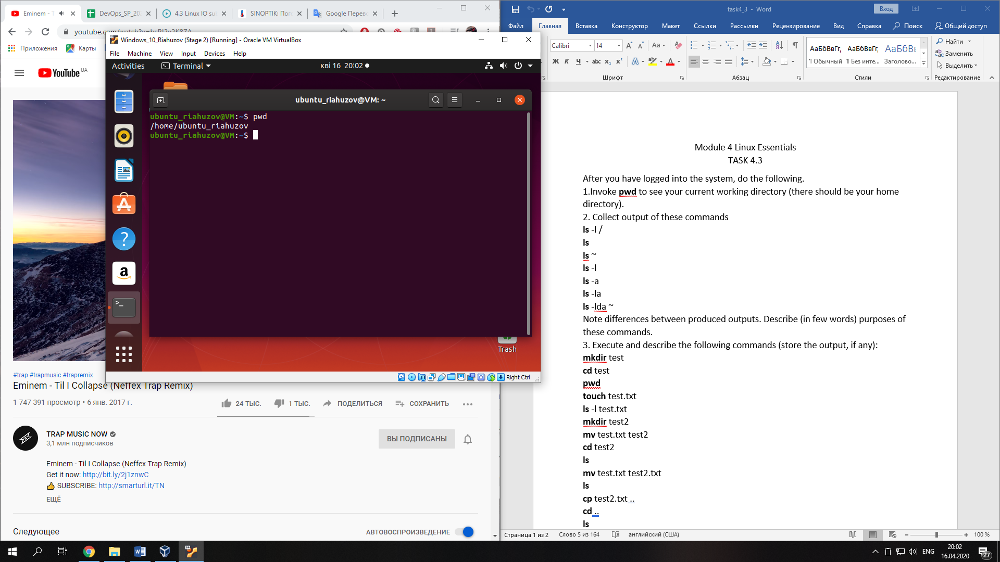 Eminem - T
DevOps_SP_202
4.3 Linux IO sub
SINOPTIK: Пого
Google Перево
youtube.com/watch?v=bsBI2v2K87A
Приложения
Карты
YouTube UA
Windows_10_Riahuzov (Stage 2) [Running] - Oracle VM VirtualBox
File Machine View Input Devices Help
Activities Terminal кві 16 20:02
ubuntu_riahuzov@VM: ~
ubuntu_riahuzov@VM:~$ pwd
/home/ubuntu_riahuzov
ubuntu_riahuzov@VM:~$
Trash
Right Ctrl
#trap #trapmusic #trapremix
Eminem - Til I Collapse (Neffex Trap Remix)
1 747 391 просмотр • 6 янв. 2017 г.
24 ТЫС.
1 ТЫС.
ПОДЕЛИТЬСЯ
СОХРАНИТЬ
TRAP MUSIC NOW
3,1 млн подписчиков
ВЫ ПОДПИСАНЫ
Eminem - Til I Collapse (Neffex Trap Remix)
Get it now: http://bit.ly/2j1znwC
👍 SUBSCRIBE: http://smarturl.it/TN
ЕЩЁ
Следующее
АВТОВОСПРОИЗВЕДЕНИЕ
task4_3 - Word
Вход
Файл Главная Вставка Конструктор Макет Ссылки Рассылки Рецензирование Вид Справка Поиск Общий доступ
Calibri 14
Ж К Ч abc x₂ x²
Шрифт
Абзац
АаБбВвГг, АаБбВвГг, АаБбВв
¶ Обычный ¶ Без инте... Заголово...
Стили
Найти
Заменить
Выделить
Редактирование
Module 4 Linux Essentials
TASK 4.3
After you have logged into the system, do the following.
1.Invoke pwd to see your current working directory (there should be your home
directory).
2. Collect output of these commands
ls -l /
ls
ls ~
ls -l
ls -a
ls -la
ls -lda ~
Note differences between produced outputs. Describe (in few words) purposes of
these commands.
3. Execute and describe the following commands (store the output, if any):
mkdir test
cd test
pwd
touch test.txt
ls -l test.txt
mkdir test2
mv test.txt test2
cd test2
ls
mv test.txt test2.txt
ls
cp test2.txt ..
cd ..
ls
Страница 1 из 2 Слово 5 из 164 английский (США) 100 %
ENG
20:02
16.04.2020
27